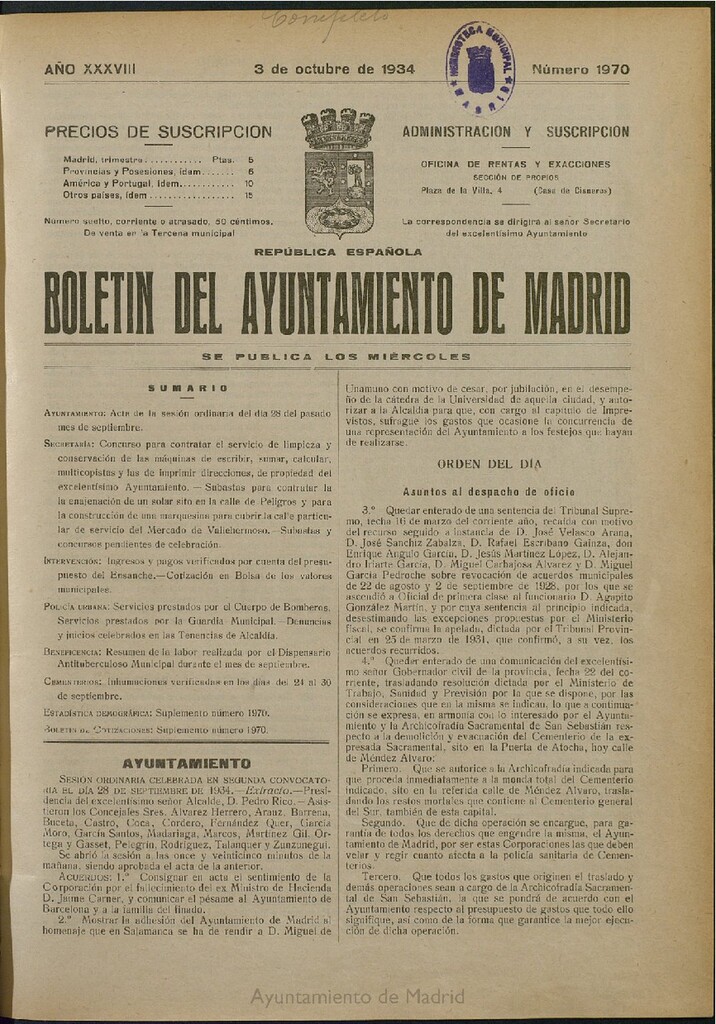 Completo
AÑO XXXVIII
3 de octubre de 1934
Número 1970
HEMEROTECA MUNICIPAL
MADRID
PRECIOS DE SUSCRIPCION
Madrid, trimestre............ Ptas. 5
Provincias y Posesiones, ídem....... 6
América y Portugal, ídem............ 10
Otros países, ídem.................. 15
Número suelto, corriente o atrasado, 50 céntimos.
De venta en la Tercena municipal
ADMINISTRACION Y SUSCRIPCION
OFICINA DE RENTAS Y EXACCIONES
SECCIÓN DE PROPIOS
Plaza de la Villa, 4 (Casa de Cisneros)
La correspondencia se dirigirá al señor Secretario
del excelentísimo Ayuntamiento
REPÚBLICA ESPAÑOLA
BOLETIN DEL AYUNTAMIENTO DE MADRID
SE PUBLICA LOS MIÉRCOLES
SUMARIO
AYUNTAMIENTO: Acta de la sesión ordinaria del día 28 del pasado
mes de septiembre.
SECRETARÍA: Concurso para contratar el servicio de limpieza y
conservación de las máquinas de escribir, sumar, calcular,
multicopistas y las de imprimir direcciones, de propiedad del
excelentísimo Ayuntamiento. — Subastas para contratar la
la enajenación de un solar sito en la calle de Peligros y para
la construcción de una marquesina para cubrir la calle particu-
lar de servicio del Mercado de Vallehermoso.—Subastas y
concursos pendientes de celebración.
INTERVENCIÓN: Ingresos y pagos verificados por cuenta del presu-
puesto del Ensanche.—Cotización en Bolsa de los valores
municipales.
POLICÍA URBANA: Servicios prestados por el Cuerpo de Bomberos.
Servicios prestados por la Guardia Municipal.—Denuncias
y juicios celebrados en las Tenencias de Alcaldía.
BENEFICENCIA: Resumen de la labor realizada por el Dispensario
Antituberculoso Municipal durante el mes de septiembre.
CEMENTERIOS: Inhumaciones verificadas en los días del 24 al 30
de septiembre.
ESTADÍSTICA DEMOGRÁFICA: Suplemento número 1970.
BOLETÍN DE COTIZACIONES: Suplemento número 1970.
AYUNTAMIENTO
SESIÓN ORDINARIA CELEBRADA EN SEGUNDA CONVOCATO-
RIA EL DÍA 28 DE SEPTIEMBRE DE 1934.—Extracto.—Presi-
dencia del excelentísimo señor Alcalde, D. Pedro Rico.—Asis-
tieron los Concejales Sres. Alvarez Herrero, Arauz, Barrena,
Buceta, Castro, Coca, Cordero, Fernández Quer, García
Moro, García Santos, Madariaga, Marcos, Martínez Gil, Or-
tega y Gasset, Pelegrín, Rodríguez, Talanquer y Zunzunegui.
Se abrió la sesión a las once y veinticinco minutos de la
mañana, siendo aprobada el acta de la anterior.
ACUERDOS: 1.º Consignar en acta el sentimiento de la
Corporación por el fallecimiento del ex Ministro de Hacienda
D. Jaime Carner, y comunicar el pésame al Ayuntamiento de
Barcelona y a la familia del finado.
2.º Mostrar la adhesión del Ayuntamiento de Madrid al
homenaje que en Salamanca se ha de rendir a D. Miguel de
Unamuno con motivo de cesar, por jubilación, en el desempe-
ño de la cátedra de la Universidad de aquella ciudad, y auto-
rizar a la Alcaldía para que, con cargo al capítulo de Impre-
vistos, sufrague los gastos que ocasione la concurrencia de
una representación del Ayuntamiento a los festejos que hayan
de realizarse.
ORDEN DEL DÍA
Asuntos al despacho de oficio
3.º Quedar enterado de una sentencia del Tribunal Supre-
mo, fecha 16 de marzo del corriente año, recaída con motivo
del recurso seguido a instancia de D. José Velasco Arana,
D. José Sanchiz Zabalza, D. Rafael Escribano Gainza, don
Enrique Angulo García, D. Jesús Martínez López, D. Alejan-
dro Iriarte García, D. Miguel Carbajosa Alvarez y D. Miguel
García Pedroche sobre revocación de acuerdos municipales
de 22 de agosto y 2 de septiembre de 1928, por los que se
ascendió a Oficial de primera clase al funcionario D. Agapito
González Martín, y por cuya sentencia al principio indicada,
desestimando las excepciones propuestas por el Ministerio
fiscal, se confirma la apelada, dictada por el Tribunal Provin-
cial en 25 de marzo de 1931, que confirmó, a su vez, los
acuerdos recurridos.
4.º Quedar enterado de una comunicación del excelentísi-
mo señor Gobernador civil de la provincia, fecha 22 del co-
rriente, trasladando resolución dictada por el Ministerio de
Trabajo, Sanidad y Previsión por la que se dispone, por las
consideraciones que en la misma se indican, lo que a continua-
ción se expresa, en armonía con lo interesado por el Ayunta-
miento y la Archicofradía Sacramental de San Sebastián res-
pecto a la demolición y evacuación del Cementerio de la ex-
presada Sacramental, sito en la Puerta de Atocha, hoy calle
de Méndez Alvaro:
Primero. Que se autorice a la Archicofradía indicada para
que proceda inmediatamente a la monda total del Cementerio
indicado, sito en la referida calle de Méndez Alvaro, trasla-
dando los restos mortales que contiene al Cementerio general
del Sur, también de esta capital.
Segundo. Que de dicha operación se encargue, para ga-
rantía de todos los derechos que engendre la misma, el Ayun-
tamiento de Madrid, por ser estas Corporaciones las que deben
velar y regir cuanto afecta a la policía sanitaria de Cemen-
terios.
Tercero. Que todos los gastos que originen el traslado y
demás operaciones sean a cargo de la Archicofradía Sacramen-
tal de San Sebastián, la que se pondrá de acuerdo con el
Ayuntamiento respecto al presupuesto de gastos que todo ello
signifique, así como de la forma que garantice la mejor ejecu-
ción de dicha operación.
Ayuntamiento de Madrid